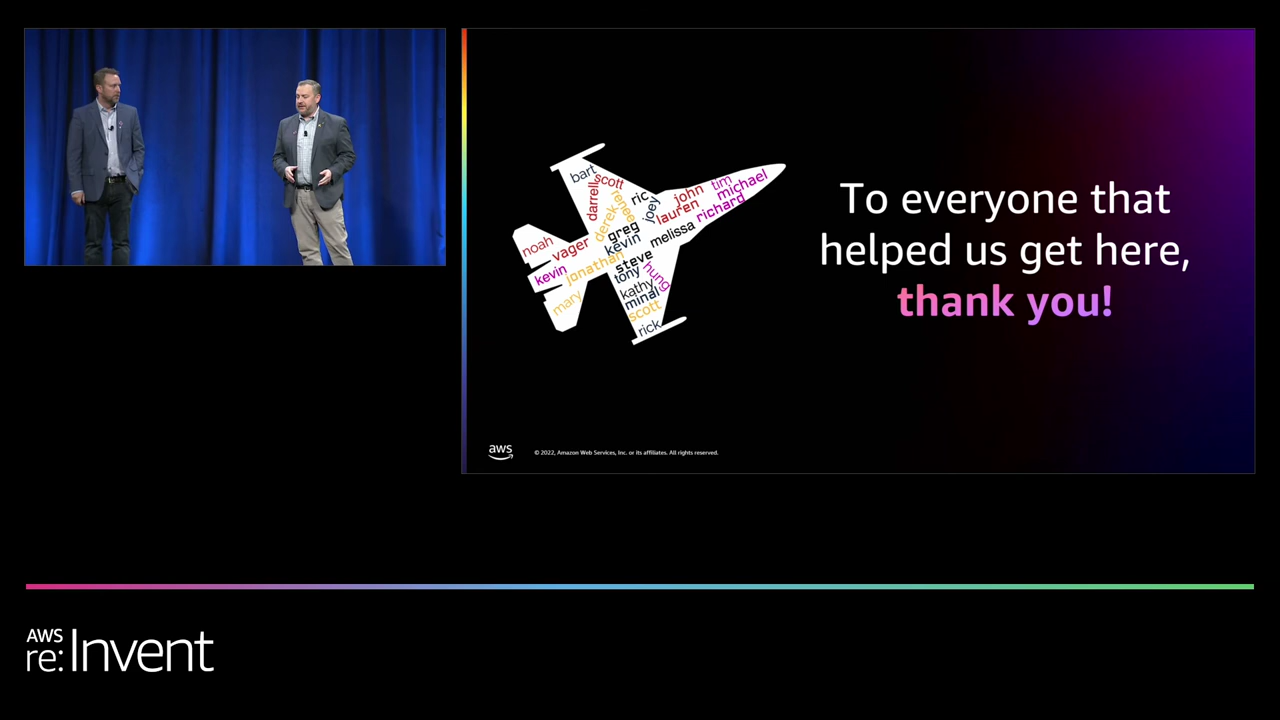 bart
scott
darrell
renee
derek
ric
joey
john
tim
michael
lauren
richard
greg
kevin
melissa
noah
vager
jonathan
kevin
steve
tony
hung
kathy
minal
mary
scott
rick
To everyone that
helped us get here,
thank you!
aws
© 2022, Amazon Web Services, Inc. or its affiliates. All rights reserved.
AWS
re:Invent